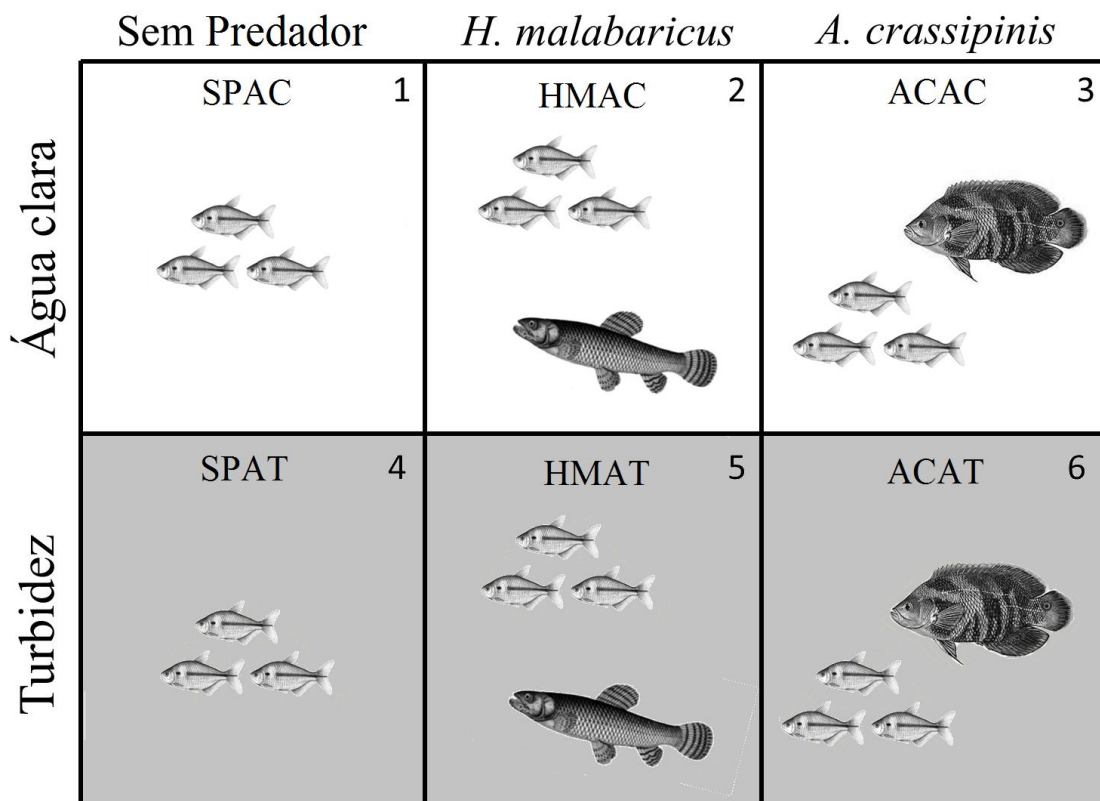 Sem Predador H. malabaricus A. crassipinis
Água clara
SPAC 1
HMAC 2
ACAC 3
Turbidez
SPAT 4
HMAT 5
ACAT 6